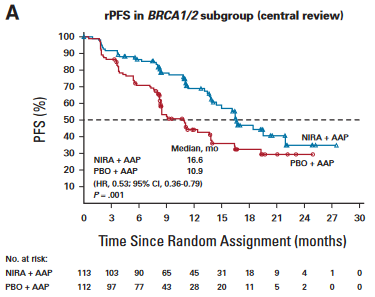 A
rPFS in BRCA1/2 subgroup (central review)
PFS (%)
100
90
80
70
60
50
40
30
20
10
Median, mo
NIRA + AAP 16.6
PBO + AAP 10.9
(HR, 0.53; 95% CI, 0.36-0.79)
P = .001
NIRA + AAP
PBO + AAP
0 3 6 9 12 15 18 21 24 27 30
Time Since Random Assignment (months)
No. at risk:
NIRA + AAP 113 103 90 65 45 31 18 9 4 1 0
PBO + AAP 112 97 77 43 28 20 11 5 2 0 0